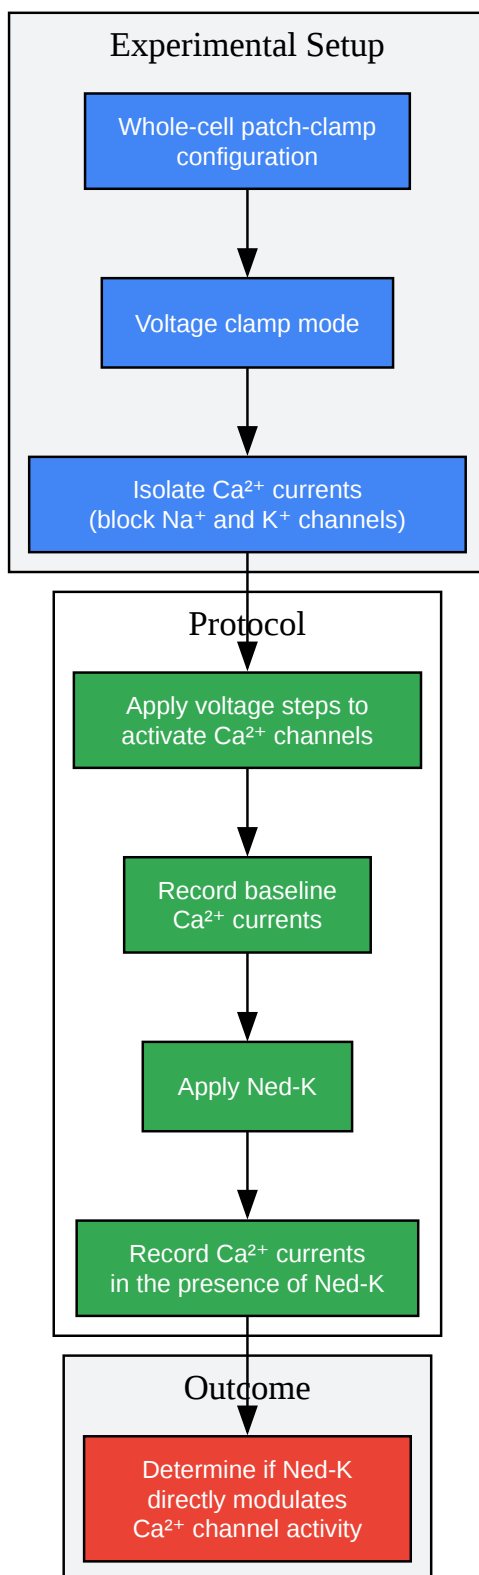 Experimental Setup
Whole-cell patch-clamp
configuration
Voltage clamp mode
Isolate Ca²⁺ currents
(block Na⁺ and K⁺ channels)
Protocol
Apply voltage steps to
activate Ca²⁺ channels
Record baseline
Ca²⁺ currents
Apply Ned-K
Record Ca²⁺ currents
in the presence of Ned-K
Outcome
Determine if Ned-K
directly modulates
Ca²⁺ channel activity